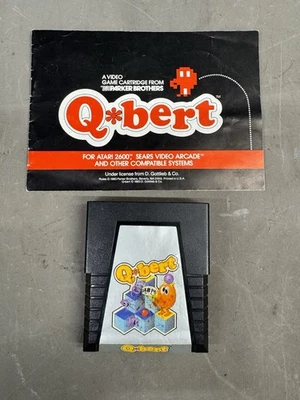 A VIDEO
GAME CARTRIDGE FROM
PARKER BROTHERS
Q*bert™
FOR ATARI 2600™, SEARS VIDEO ARCADE™
AND OTHER COMPATIBLE SYSTEMS
Under license from D. Gottlieb & Co.
Q*bert
Q*bert